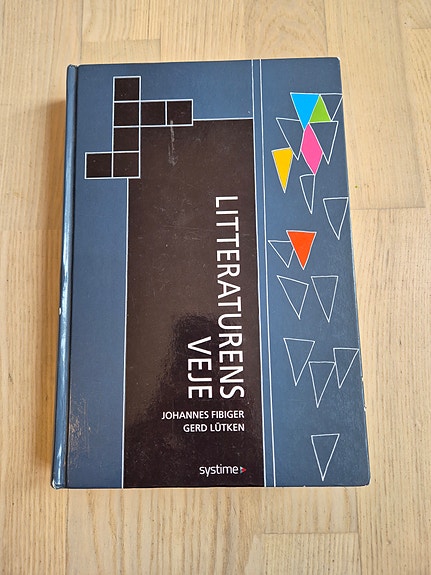 LITTERATURENS
VEJE
JOHANNES FIBIGER
GERD LÜTKEN
systime